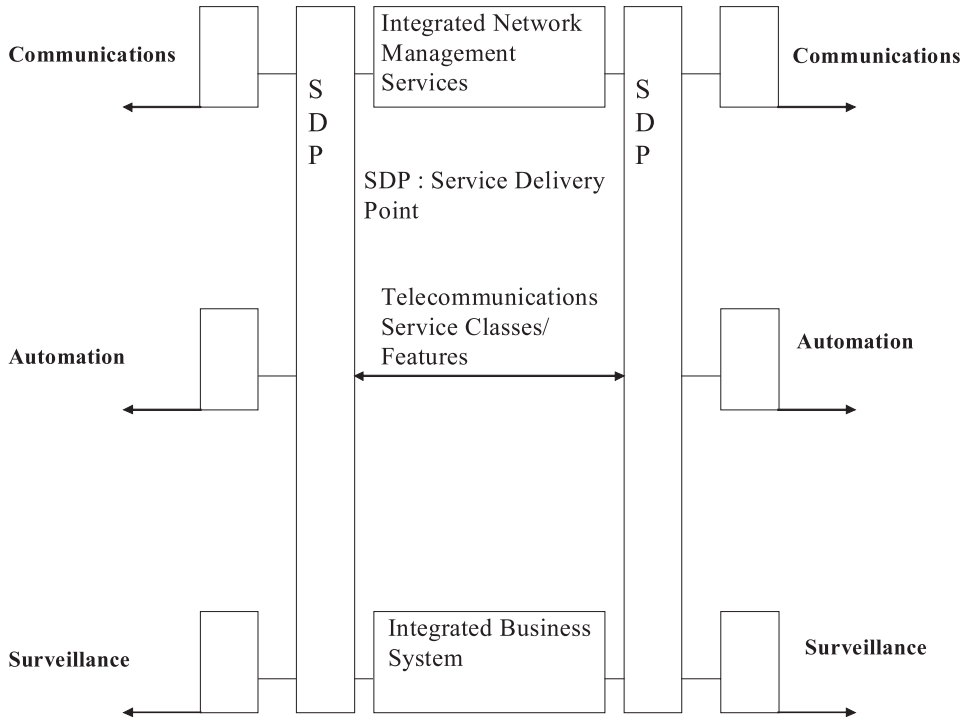 Communications
S
D
P
Integrated Network
Management
Services
S
D
P
Communications
SDP : Service Delivery
Point
Automation
Telecommunications
Service Classes/
Features
Automation
Surveillance
Integrated Business
System
Surveillance